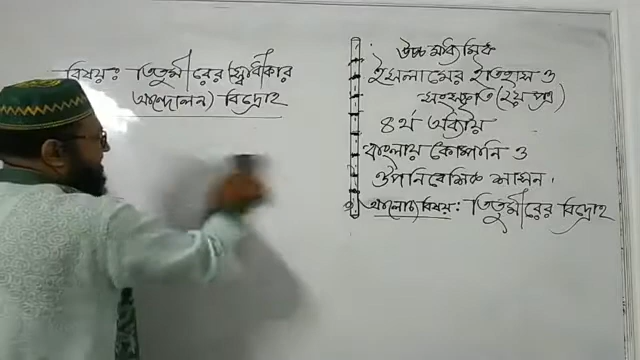 বিষয়: তিতুমীরের (স্বাধীকার
আন্দোলন) বিদ্রোহ
উচ্চ মাধ্যমিক
ইসলামের ইতিহাস ও
সংস্কৃতি (২য় পত্র)
৪র্থ অধ্যায়
বাংলায় কোম্পানি ও
ঔপনিবেশিক শাসন।
আলোচ্য বিষয়: তিতুমীরের বিদ্রোহ